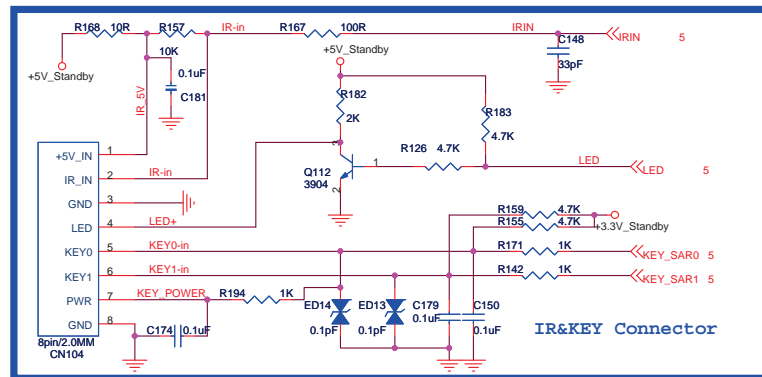 R168 10R R157 IR-in R167 100R IRIN
IRIN 5
+5V_Standby
10K
0.1uF
C181
IR_5V
+5V_Standby
C148
33pF
R182
2K
R183
4.7K
R126 4.7K
LED
LED 5
3
1
2
Q112
3904
+5V_IN 1
IR_IN 2 IR-in
GND 3
LED 4 LED+
KEY0 5 KEY0-in
KEY1 6 KEY1-in
PWR 7 KEY_POWER
GND 8
8pin/2.0MM
CN104
R159 4.7K
R155 4.7K
+3.3V_Standby
R171 1K
KEY_SAR0 5
R142 1K
KEY_SAR1 5
R194 1K
C174 0.1uF
ED14
0.1pF
ED13
0.1pF
C179
0.1uF
C150
0.1uF
IR&KEY Connector